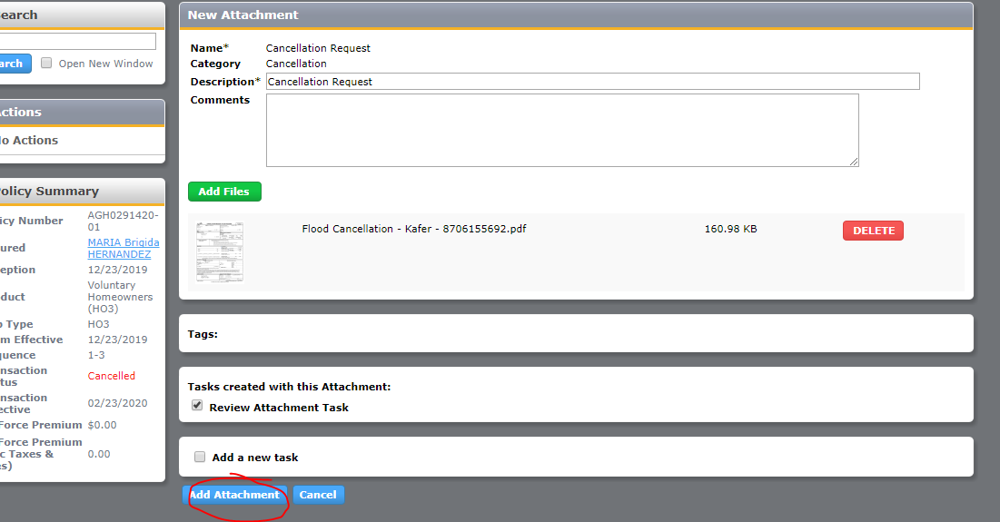 earch
arch
Open New Window
ctions
o Actions
olicy Summary
icy Number AGH0291420-
01
ured MARIA Brigida
HERNANDEZ
eption 12/23/2019
duct Voluntary
Homeowners
(HO3)
o Type HO3
m Effective 12/23/2019
quence 1-3
nsaction
tus Cancelled
nsaction
ective 02/23/2020
Force Premium $0.00
Force Premium
c Taxes & 0.00
s)
New Attachment
Name* Cancellation Request
Category Cancellation
Description* Cancellation Request
Comments
Add Files
Flood Cancellation - Kafer - 8706155692.pdf 160.98 KB DELETE
Tags:
Tasks created with this Attachment:
Review Attachment Task
Add a new task
Add Attachment Cancel